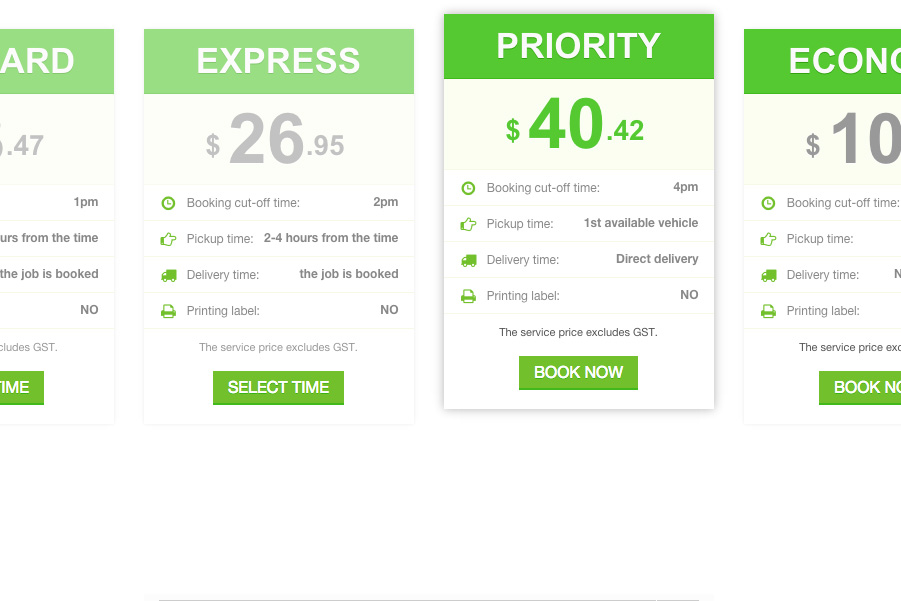 ARD
.47
1pm
urs from the time
the job is booked
NO
cludes GST.
TIME
EXPRESS
$ 26.95
Booking cut-off time: 2pm
Pickup time: 2-4 hours from the time
Delivery time: the job is booked
Printing label: NO
The service price excludes GST.
SELECT TIME
PRIORITY
$ 40.42
Booking cut-off time: 4pm
Pickup time: 1st available vehicle
Delivery time: Direct delivery
Printing label: NO
The service price excludes GST.
BOOK NOW
ECONO
$ 10
Booking cut-off time:
Pickup time:
Delivery time: N
Printing label:
The service price exc
BOOK NO